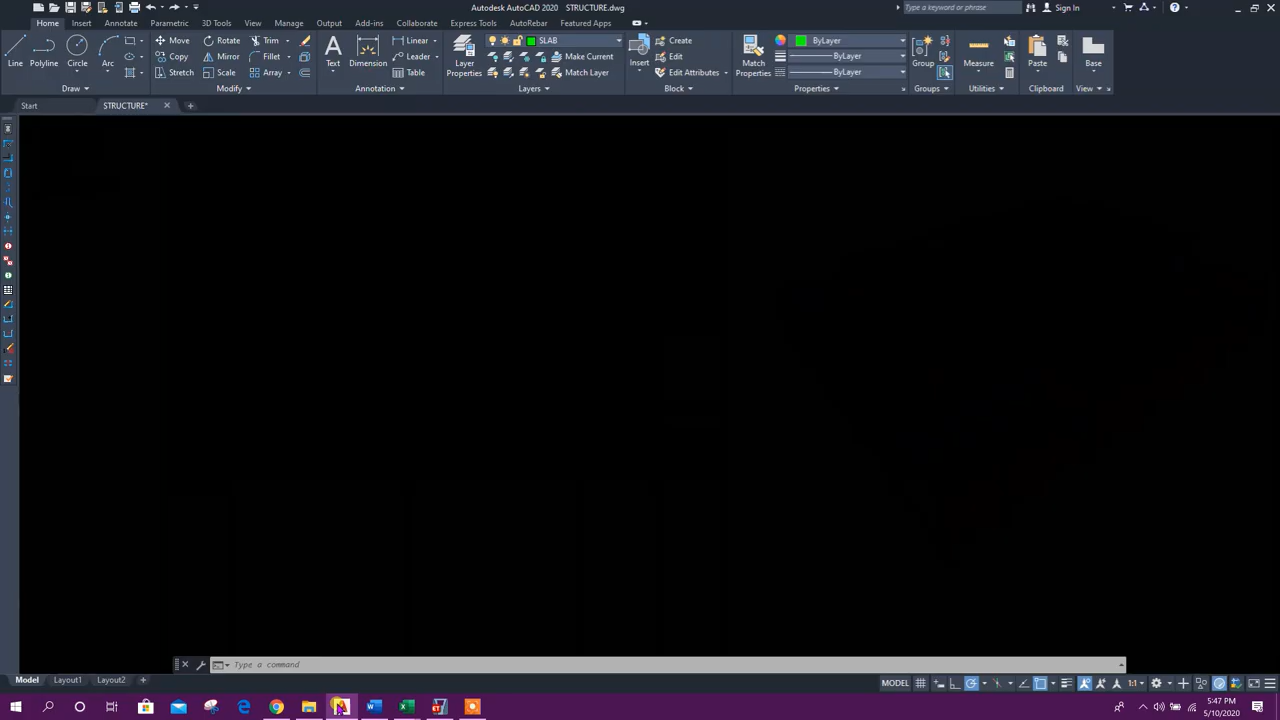 Autodesk AutoCAD 2020 STRUCTURE.dwg
Type a keyword or phrase
Sign In
Home Insert Annotate Parametric 3D Tools View Manage Output Add-ins Collaborate Express Tools AutoRebar Featured Apps
Line Polyline Circle Arc
Move Rotate Trim
Copy Mirror Fillet
Stretch Scale Array
Text Dimension
Linear
Leader
Table
Layer Properties
SLAB
Make Current
Match Layer
Insert
Create
Edit
Edit Attributes
Match Properties
ByLayer
ByLayer
ByLayer
Group
Measure
Paste
Base
Draw Modify Annotation Layers Block Properties Groups Utilities Clipboard View
Start STRUCTURE*
Type a command
Model Layout1 Layout2
MODEL 1:1
5:47 PM
5/10/2020